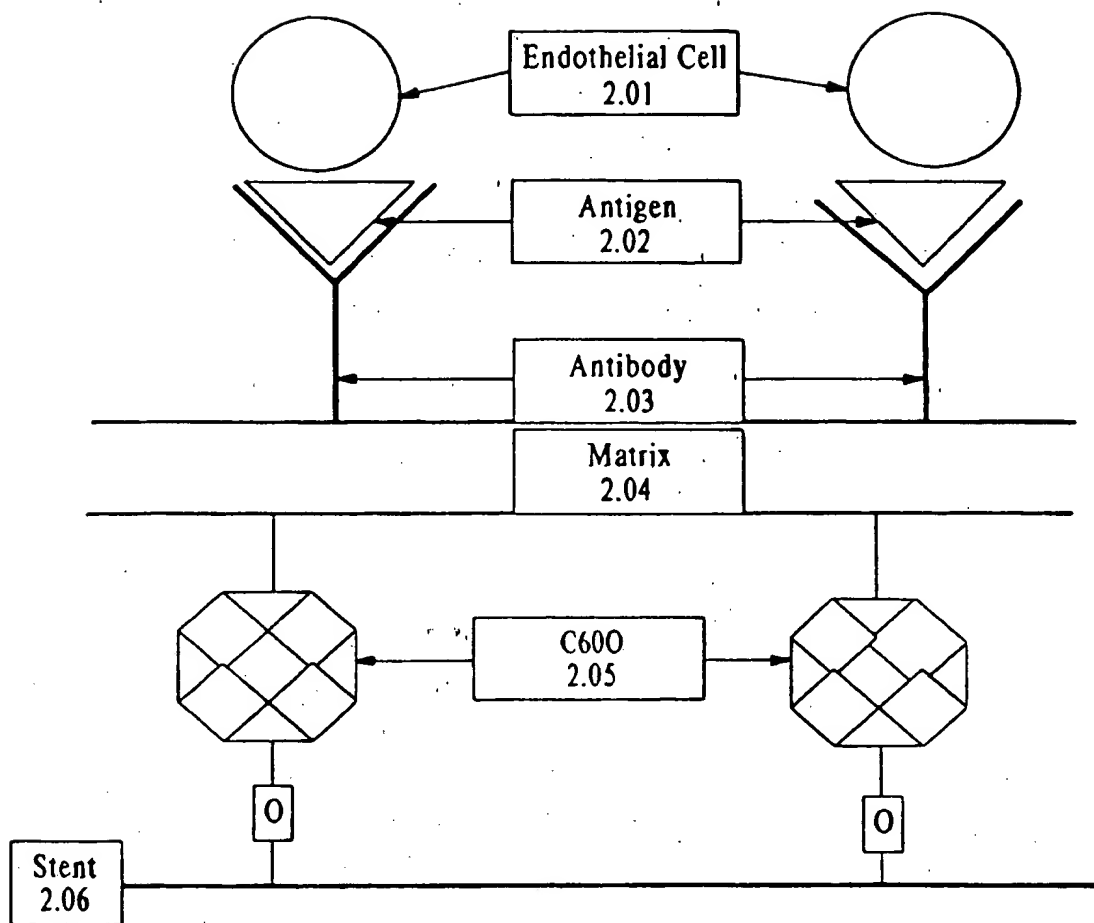 Endothelial Cell
2.01
Antigen
2.02
Antibody
2.03
Matrix
2.04
C60O
2.05
O
O
Stent
2.06